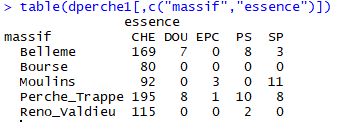 > table(dperche1[,c("massif","essence")])
essence
massif CHE DOU EPC PS SP
Belleme 169 7 0 8 3
Bourse 80 0 0 0 0
Moulins 92 0 3 0 11
Perche_Trappe 195 8 1 10 8
Reno_Valdieu 115 0 0 2 0